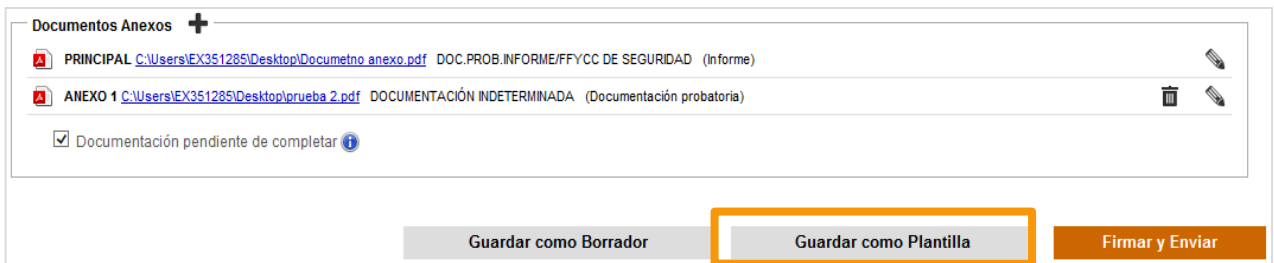 Documentos Anexos
PRINCIPAL C:\Users\EX351285\Desktop\Documetno anexo.pdf DOC.PROB.INFORME/FFYCC DE SEGURIDAD (Informe)
ANEXO 1 C:\Users\EX351285\Desktop\prueba 2.pdf DOCUMENTACIÓN INDETERMINADA (Documentación probatoria)
Documentación pendiente de completar
Guardar como Borrador Guardar como Plantilla Firmar y Enviar